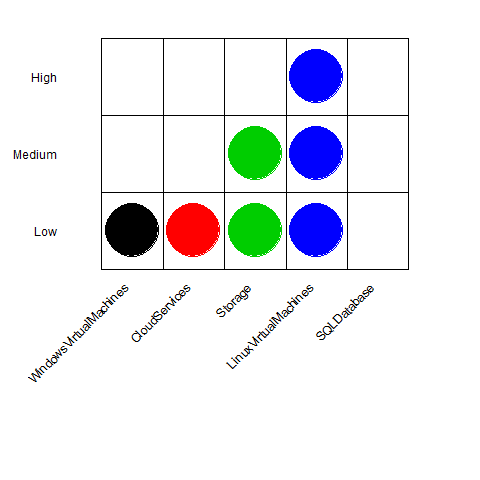 High
Medium
Low
WindowsVirtualMachines
CloudServices
Storage
LinuxVirtualMachines
SQLDatabase